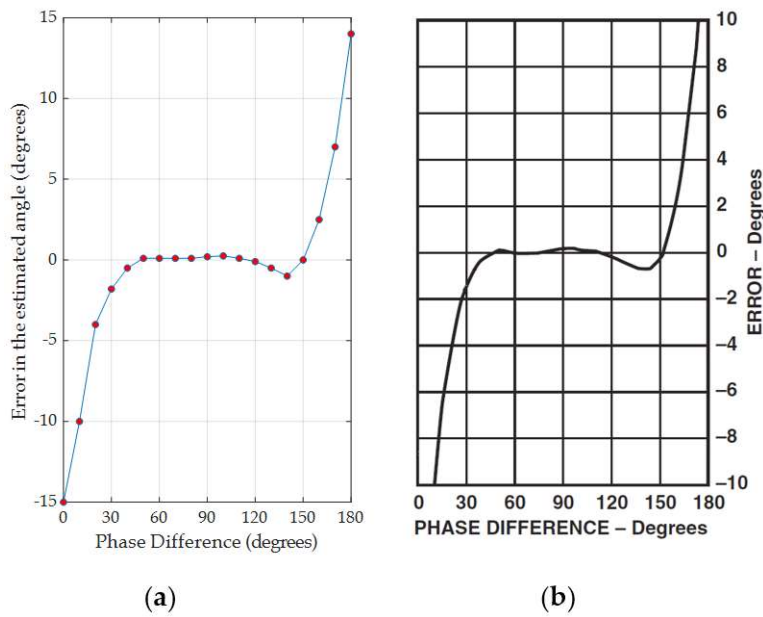 15
10
5
0
-5
-10
-15
Error in the estimated angle (degrees)
0 30 60 90 120 150 180
Phase Difference (degrees)
(a)
10
8
6
4
2
0
–2
–4
–6
–8
–10
ERROR – Degrees
0 30 60 90 120 150 180
PHASE DIFFERENCE – Degrees
(b)